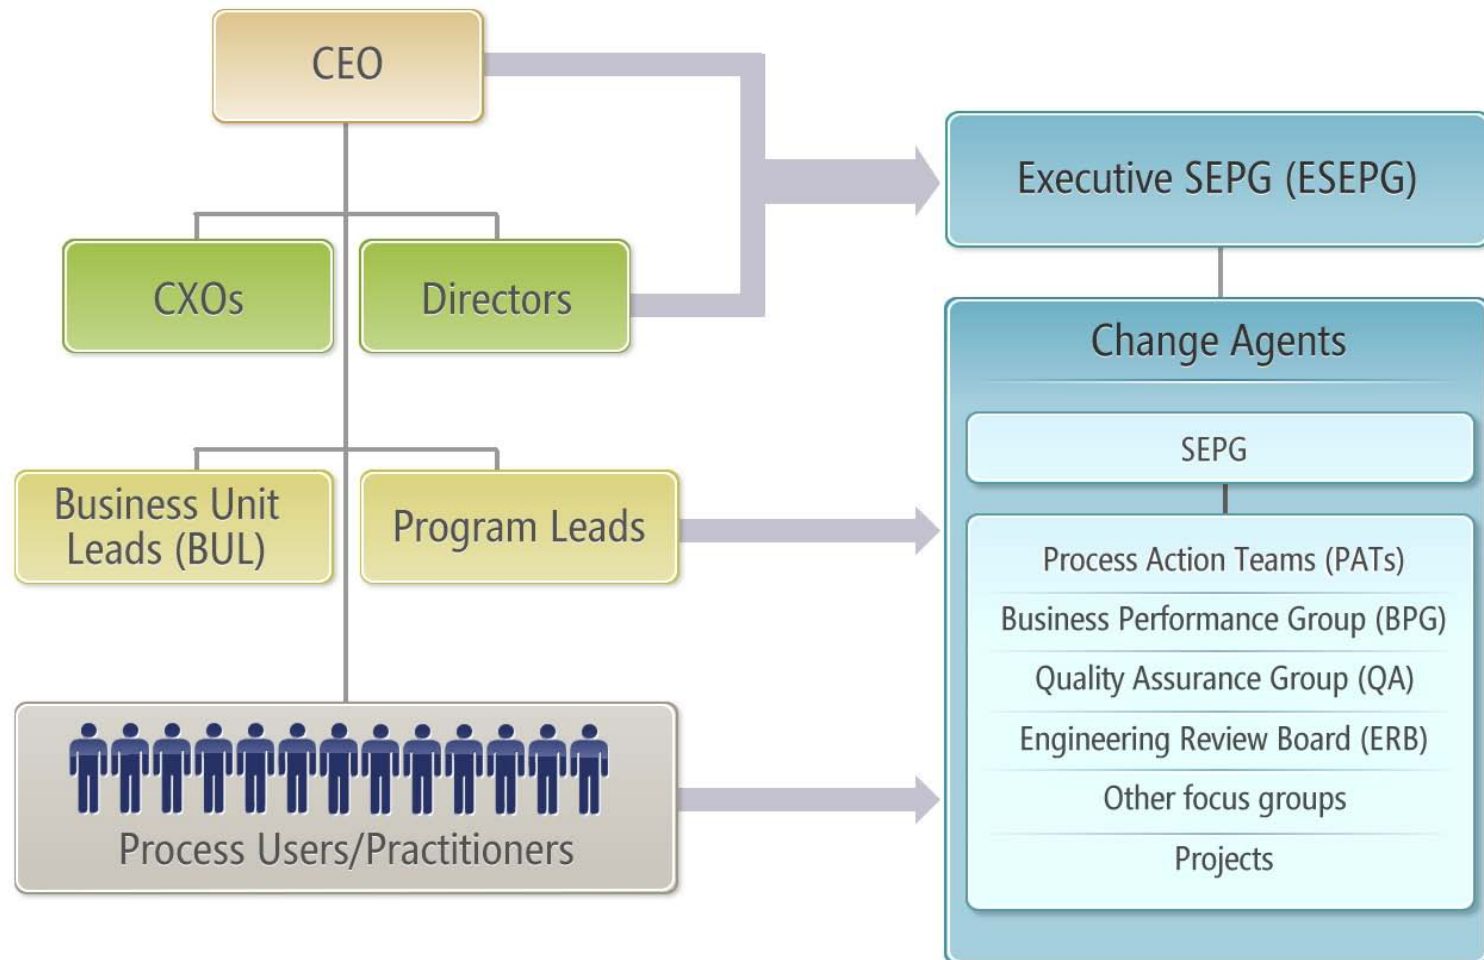 CEO
Executive SEPG (ESEPG)
CXOs
Directors
Change Agents
SEPG
Business Unit
Leads (BUL)
Program Leads
Process Action Teams (PATs)
Business Performance Group (BPG)
Quality Assurance Group (QA)
Engineering Review Board (ERB)
Other focus groups
Projects
Process Users/Practitioners